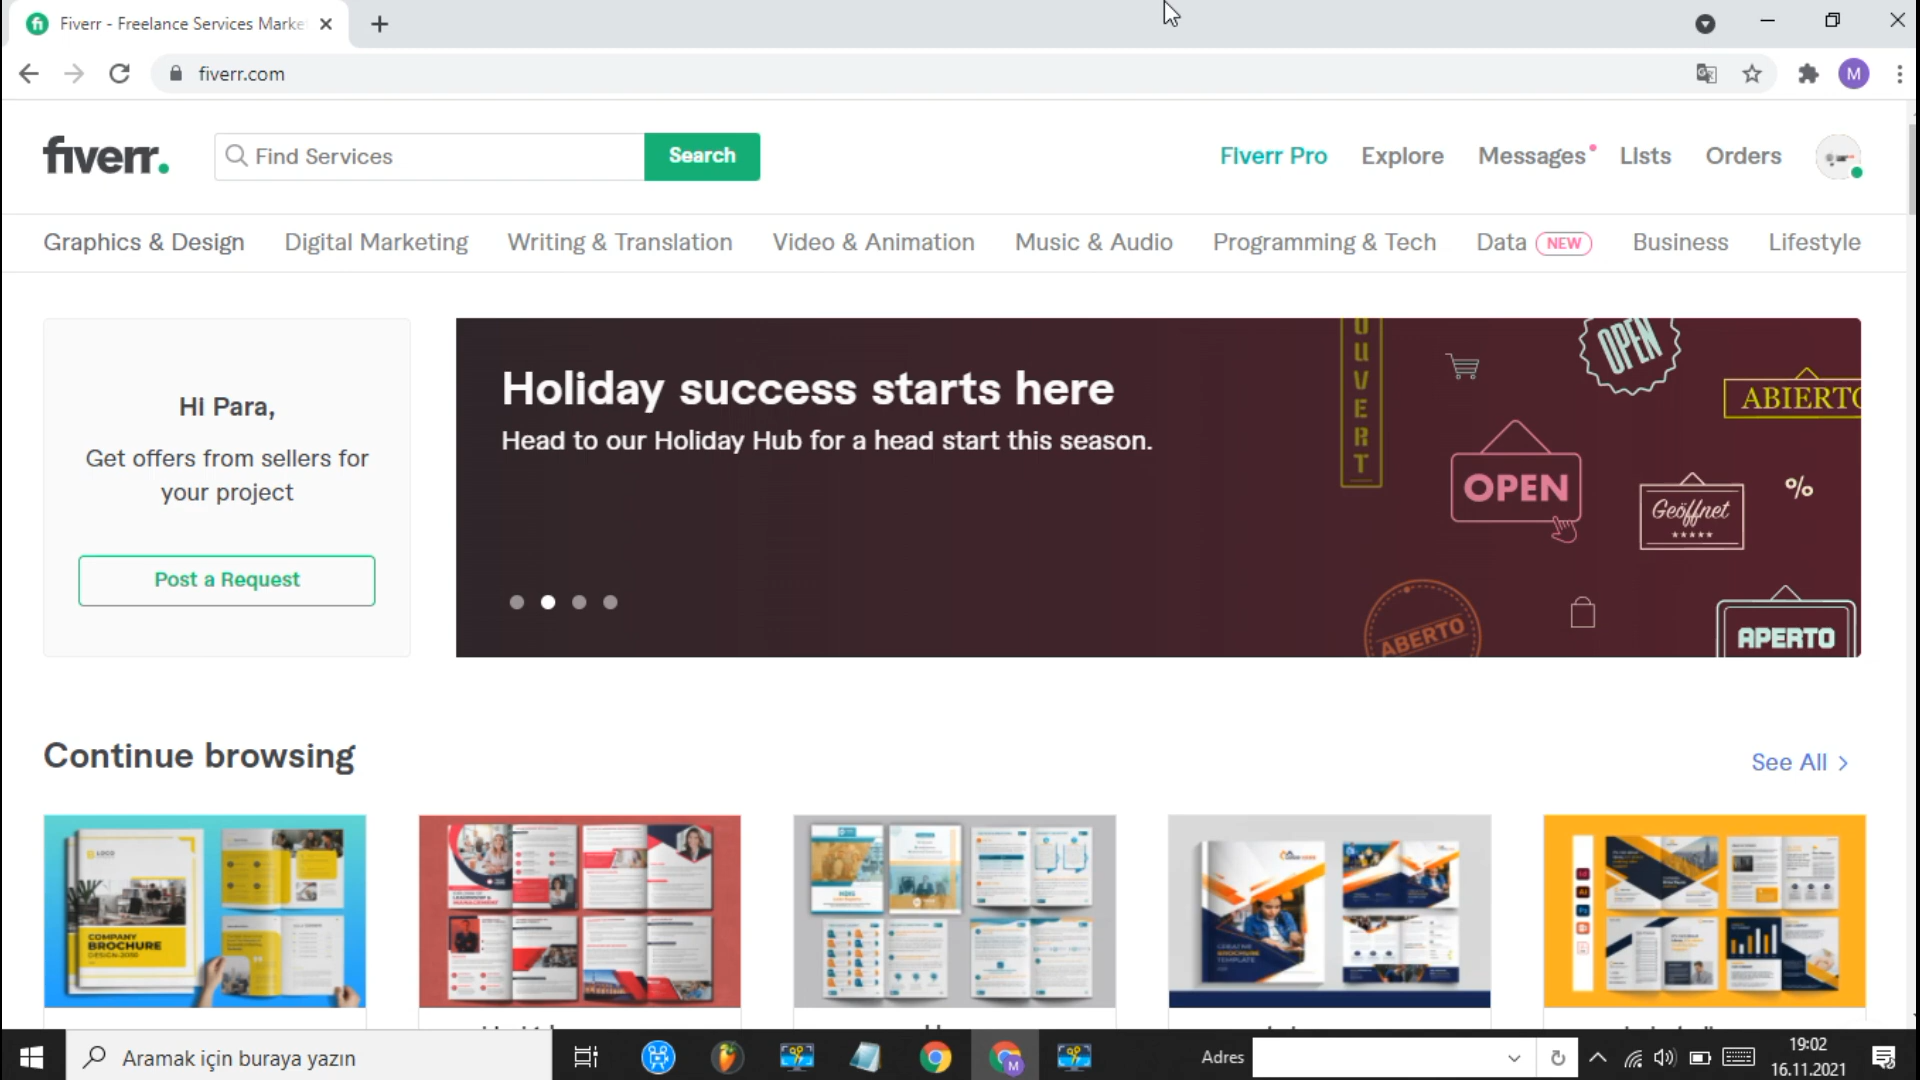 Fiverr - Freelance Services Marke
fiverr.com
M
fiverr.
Find Services
Search
Fiverr Pro
Explore
Messages
Lists
Orders
Graphics & Design
Digital Marketing
Writing & Translation
Video & Animation
Music & Audio
Programming & Tech
Data NEW
Business
Lifestyle
Hi Para,
Get offers from sellers for
your project
Post a Request
Holiday success starts here
Head to our Holiday Hub for a head start this season.
OUVERT
OPEN
ABIERTO
OPEN
Geöffnet
%
ABERTO
APERTO
Continue browsing
See All >
LOGO
COMPANY
BROCHURE
CREATIVE
BROCHURE
TEMPLATE
Aramak için buraya yazın
M
Adres
19:02
16.11.2021